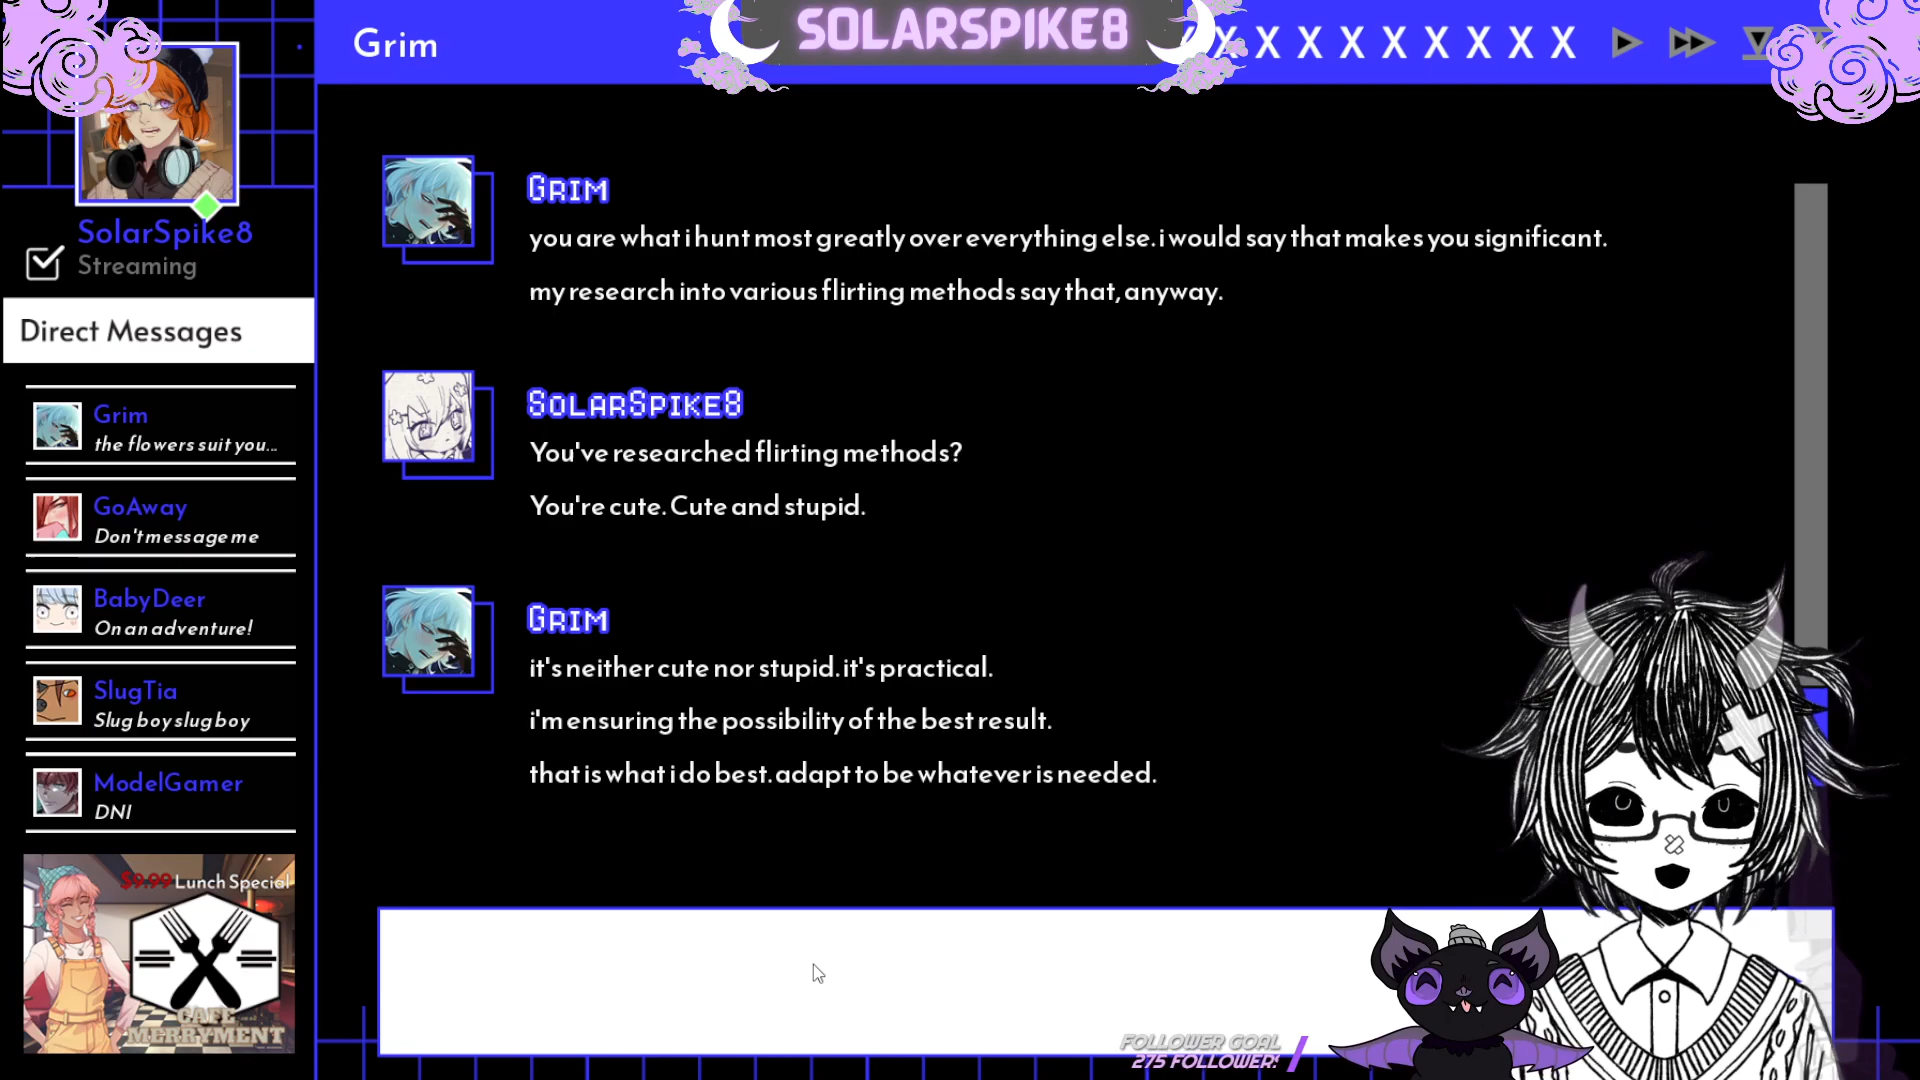 Grim
SOLARSPIKE8
X X X X X X X X X
SolarSpike8
Streaming
Direct Messages
Grim
the flowers suit you...
GoAway
Don't message me
BabyDeer
On an adventure!
SlugTia
Slug boy slug boy
ModelGamer
DNI
$9.99 Lunch Special
CAFE
MERRYMENT
Grim
you are what i hunt most greatly over everything else. i would say that makes you significant.
my research into various flirting methods say that, anyway.
SolarSpike8
You've researched flirting methods?
You're cute. Cute and stupid.
Grim
it's neither cute nor stupid. it's practical.
i'm ensuring the possibility of the best result.
that is what i do best. adapt to be whatever is needed.
FOLLOWER GOAL
275 FOLLOWER! /